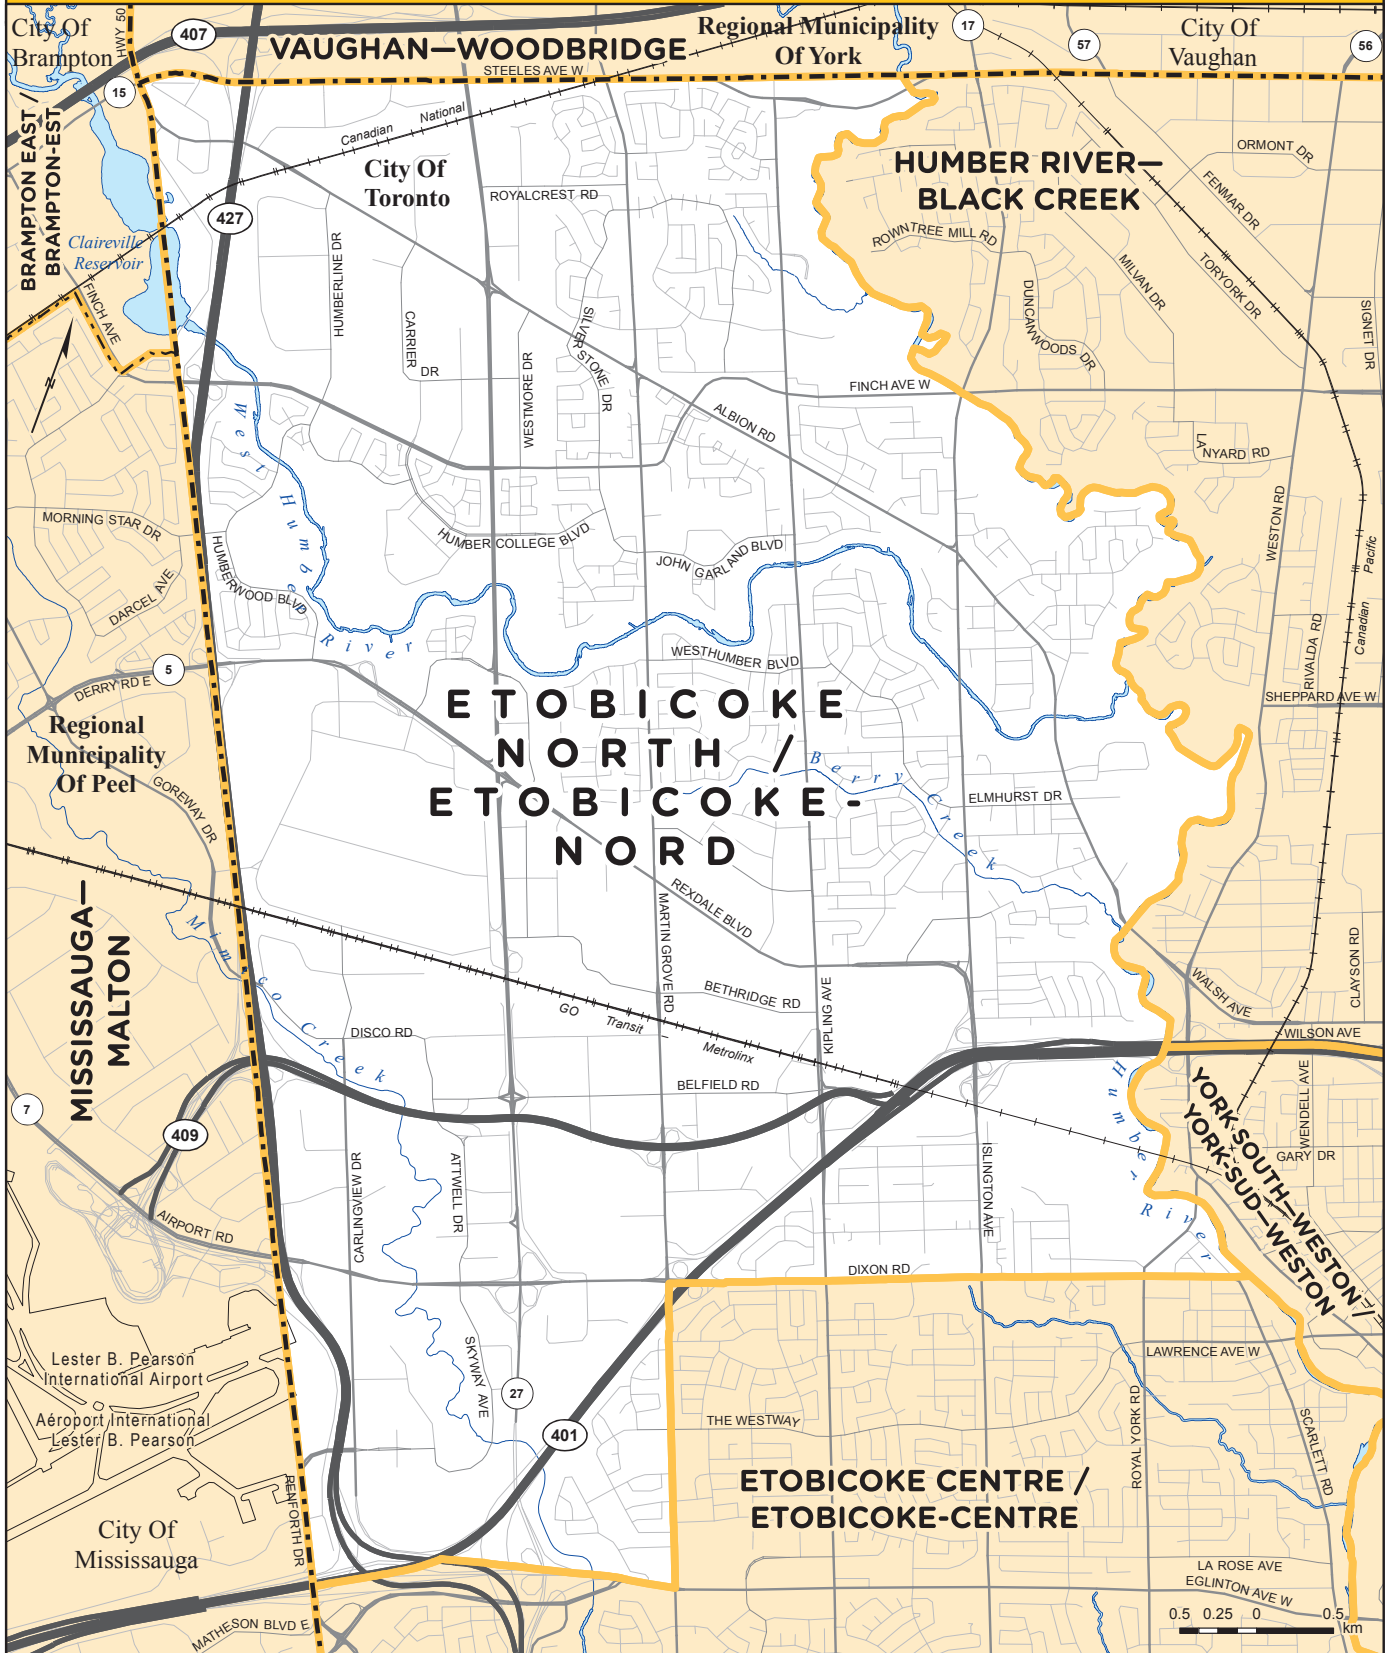 City Of
Brampton
HWY 50
407
VAUGHAN—WOODBRIDGE
STEELES AVE W
Regional Municipality
Of York
17
57
City Of
Vaughan
56
15
BRAMPTON EAST /
BRAMPTON-EST
Canadian National
City Of
Toronto
HUMBER RIVER—
BLACK CREEK
ORMONT DR
FENMAR DR
ROYALCREST RD
427
Claireville
Reservoir
HUMBERLINE DR
ROWNTREE MILL RD
MILVAN DR
TORYORK DR
FINCH AVE
CARRIER
DR
SILVERSTONE DR
WESTMORE DR
DUNCANWOODS DR
SIGNET DR
N
FINCH AVE W
ALBION RD
LANYARD RD
West Humber
River
WESTON RD
MORNING STAR DR
HUMBER COLLEGE BLVD
JOHN GARLAND BLVD
Canadian Pacific
HUMBERWOOD BLVD
DARCEL AVE
RIVALDA RD
WESTHUMBER BLVD
5
DERRY RD E
SHEPPARD AVE W
Regional
Municipality
Of Peel
ETOBICOKE
NORTH /
ETOBICOKE-
NORD
Berry Creek
ELMHURST DR
GOREWAY DR
REXDALE BLVD
MARTIN GROVE RD
MISSISSAUGA—
MALTON
Mimico Creek
CLAYSON RD
WALSH AVE
BETHRIDGE RD
KIPLING AVE
GO Transit
Metrolinx
DISCO RD
WILSON AVE
BELFIELD RD
7
409
Humber
River
YORK SOUTH—WESTON /
YORK-SUD—WESTON
WENDELL AVE
GARY DR
CARLINGVIEW DR
ATTWELL DR
ISLINGTON AVE
AIRPORT RD
DIXON RD
Lester B. Pearson
International Airport
Aéroport International
Lester B. Pearson
SKYWAY AVE
27
LAWRENCE AVE W
ROYAL YORK RD
SCARLETT RD
THE WESTWAY
401
ETOBICOKE CENTRE /
ETOBICOKE-CENTRE
RENFORTH DR
City Of
Mississauga
LA ROSE AVE
EGLINTON AVE W
MATHESON BLVD E
0.5 0.25 0 0.5
km